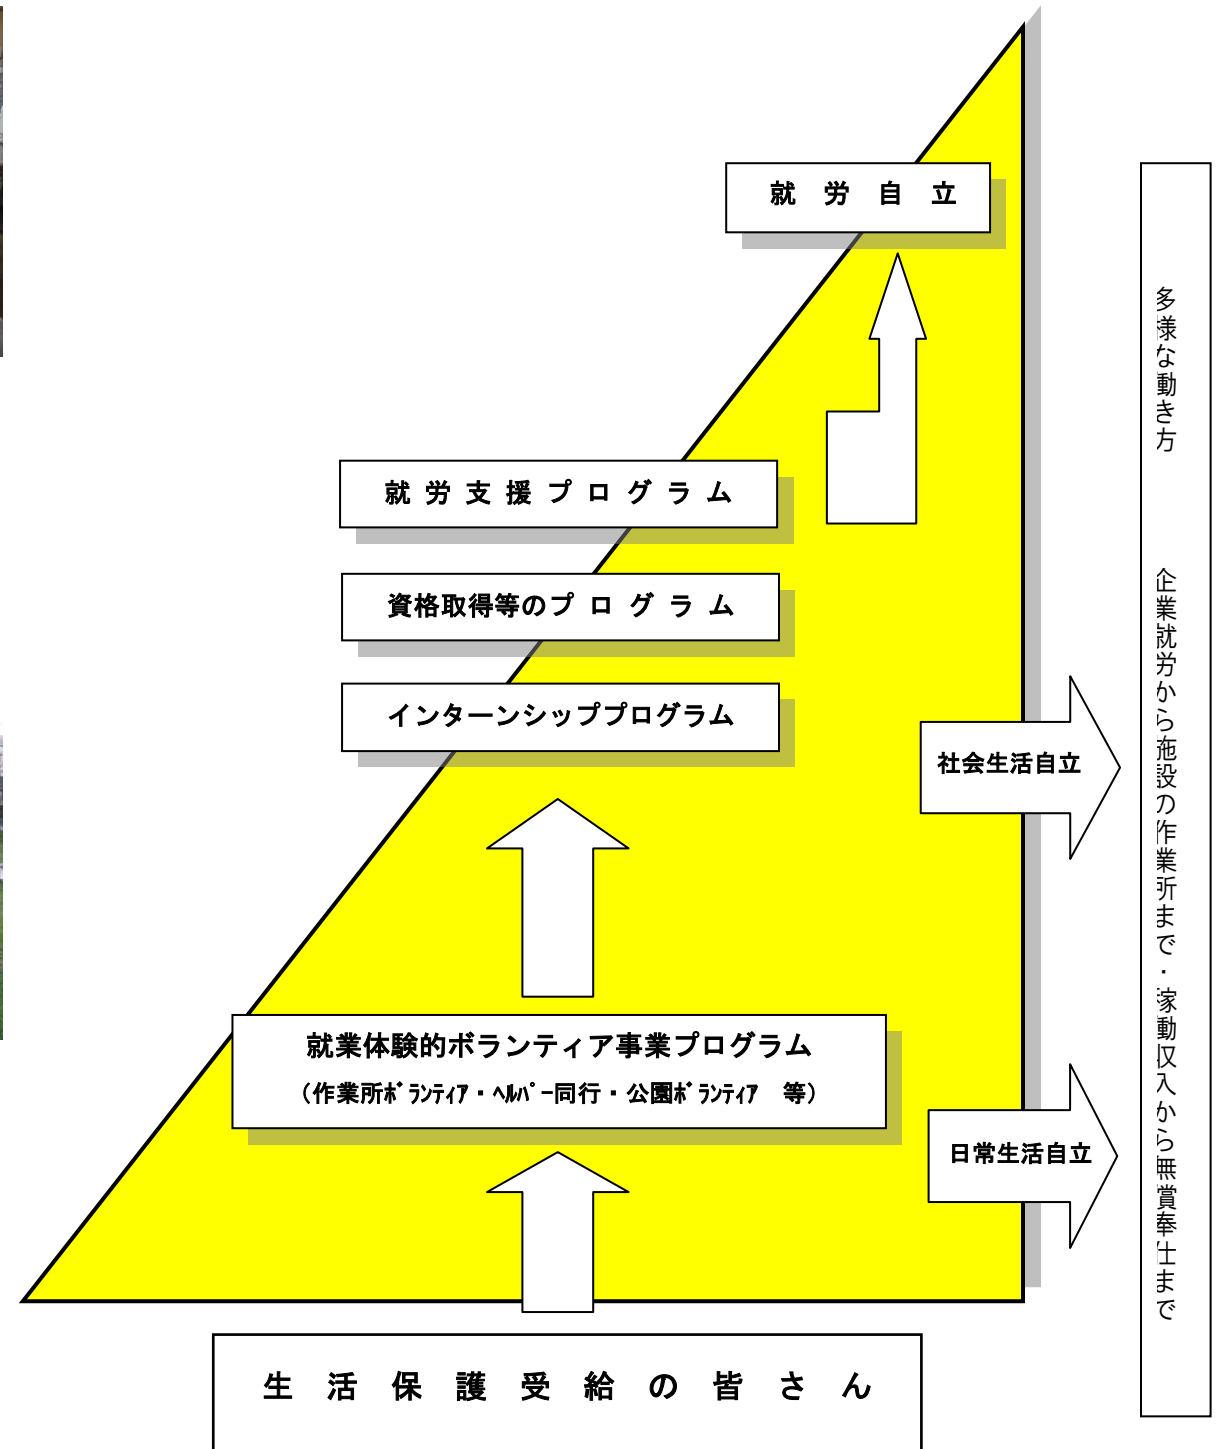 就労自立
就労支援プログラム
資格取得等のプログラム
インターンシッププログラム
社会生活自立
就業体験的ボランティア事業プログラム
（作業所ﾎﾞﾗﾝﾃｨｱ・ﾍﾙﾊﾟｰ同行・公園ﾎﾞﾗﾝﾃｨｱ　等）
日常生活自立
生活保護受給の皆さん
多様な働き方　　　企業就労から施設の作業所まで・稼動収入から無償奉仕まで